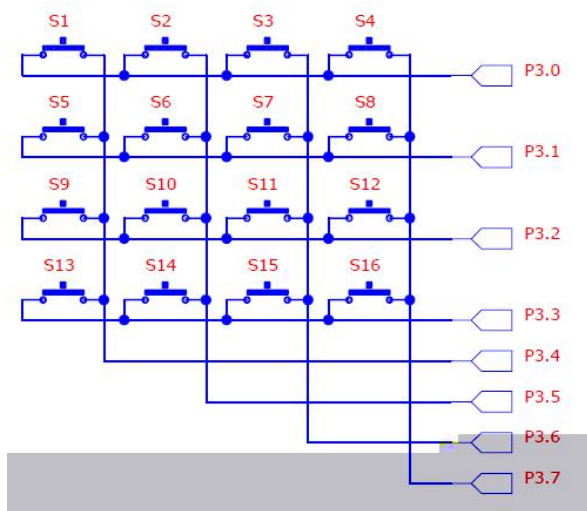 S1 S2 S3 S4
P3.0
S5 S6 S7 S8
P3.1
S9 S10 S11 S12
P3.2
S13 S14 S15 S16
P3.3
P3.4
P3.5
P3.6
P3.7